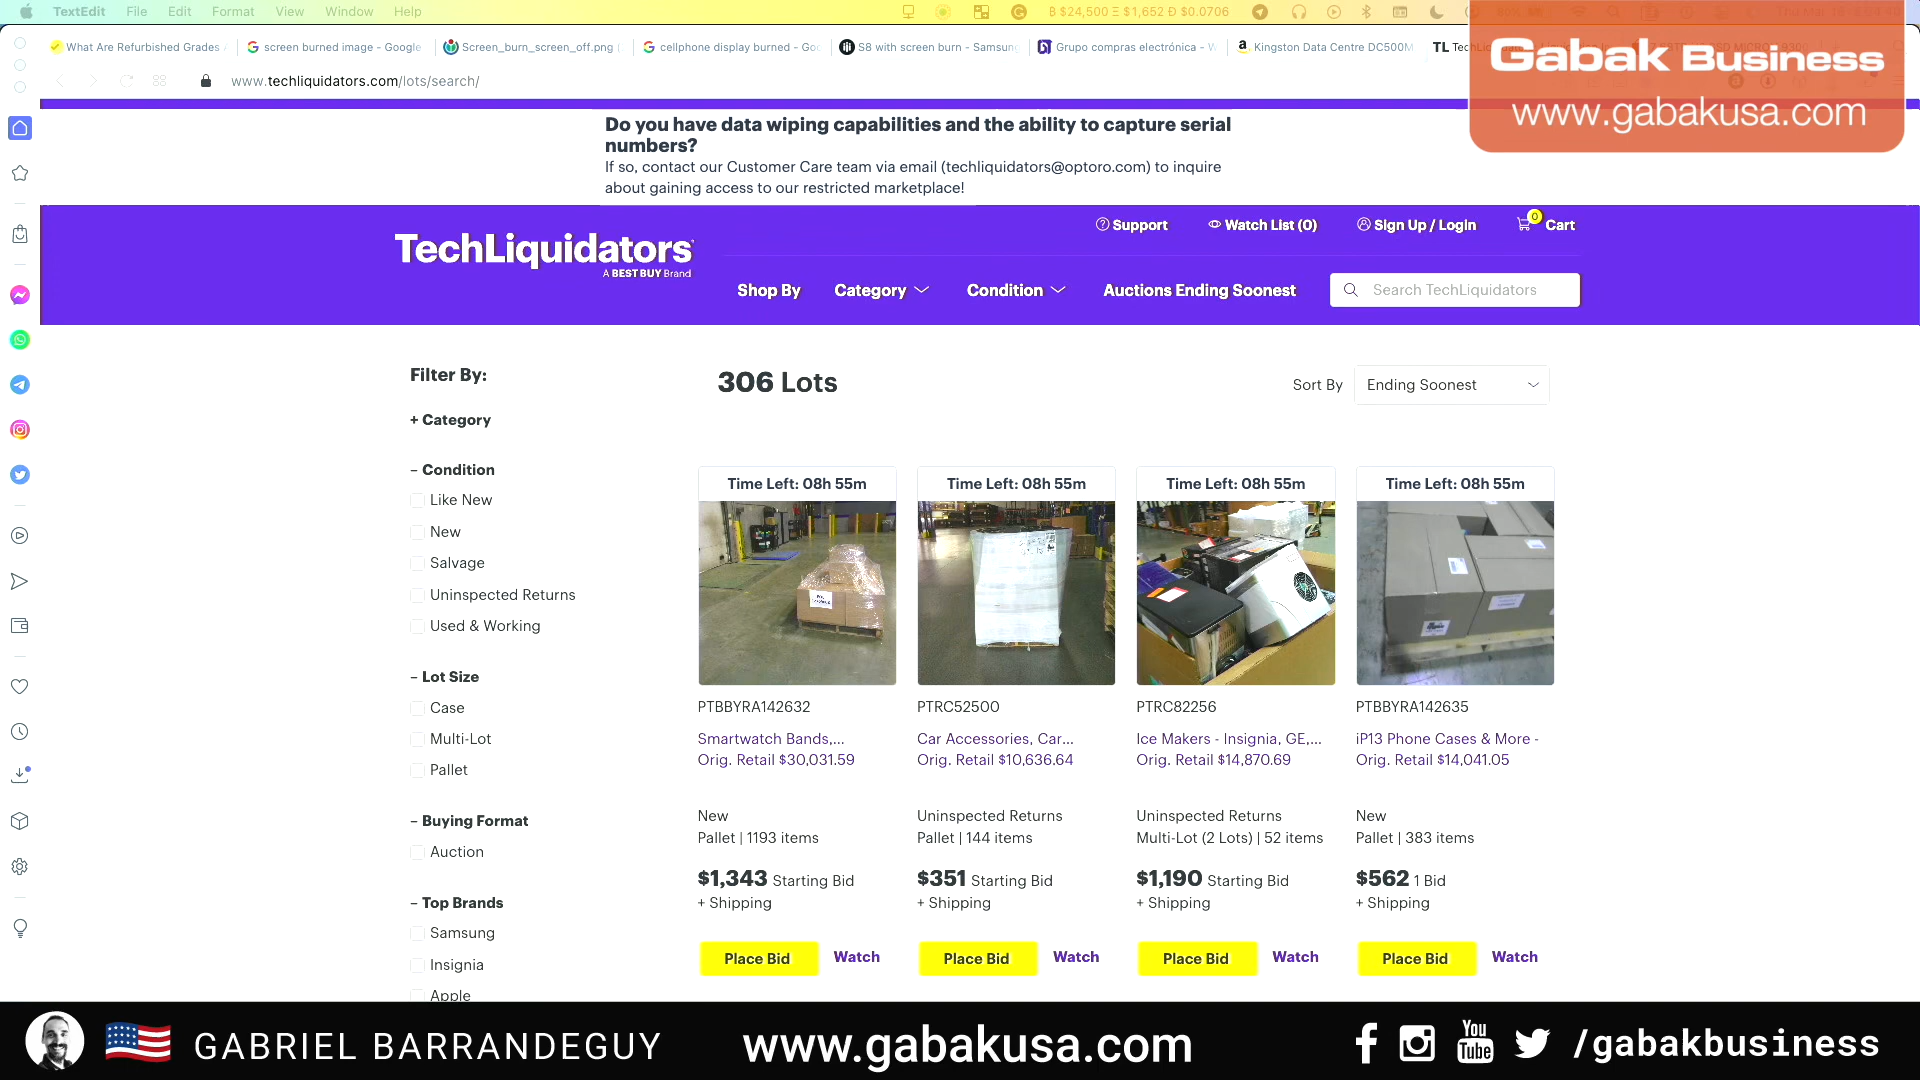 TextEdit File Edit Format View Window Help
₿ $24,500 Ξ $1,652 Ð $0.0706
What Are Refurbished Grades
screen burned image - Google
Screen_burn_screen_off.png
cellphone display burned - Goo
S8 with screen burn - Samsung
Grupo compras electrónica - W
Kingston Data Centre DC500M
www.techliquidators.com/lots/search/
Gabak Business
www.gabakusa.com
Do you have data wiping capabilities and the ability to capture serial
numbers?
If so, contact our Customer Care team via email (techliquidators@optoro.com) to inquire
about gaining access to our restricted marketplace!
Support
Watch List (0)
Sign Up / Login
0 Cart
TechLiquidators
A BEST BUY Brand
Shop By
Category
Condition
Auctions Ending Soonest
Search TechLiquidators
Filter By:
+ Category
– Condition
Like New
New
Salvage
Uninspected Returns
Used & Working
– Lot Size
Case
Multi-Lot
Pallet
– Buying Format
Auction
– Top Brands
Samsung
Insignia
Apple
306 Lots
Sort By
Ending Soonest
Time Left: 08h 55m
PTBBYRA142632
Smartwatch Bands,...
Orig. Retail $30,031.59
New
Pallet | 1193 items
$1,343 Starting Bid
+ Shipping
Place Bid
Watch
Time Left: 08h 55m
PTRC52500
Car Accessories, Car...
Orig. Retail $10,636.64
Uninspected Returns
Pallet | 144 items
$351 Starting Bid
+ Shipping
Place Bid
Watch
Time Left: 08h 55m
PTRC82256
Ice Makers - Insignia, GE,...
Orig. Retail $14,870.69
Uninspected Returns
Multi-Lot (2 Lots) | 52 items
$1,190 Starting Bid
+ Shipping
Place Bid
Watch
Time Left: 08h 55m
PTBBYRA142635
iP13 Phone Cases & More -
Orig. Retail $14,041.05
New
Pallet | 383 items
$562 1 Bid
+ Shipping
Place Bid
Watch
GABRIEL BARRANDEGUY
www.gabakusa.com
You Tube
/gabakbusiness